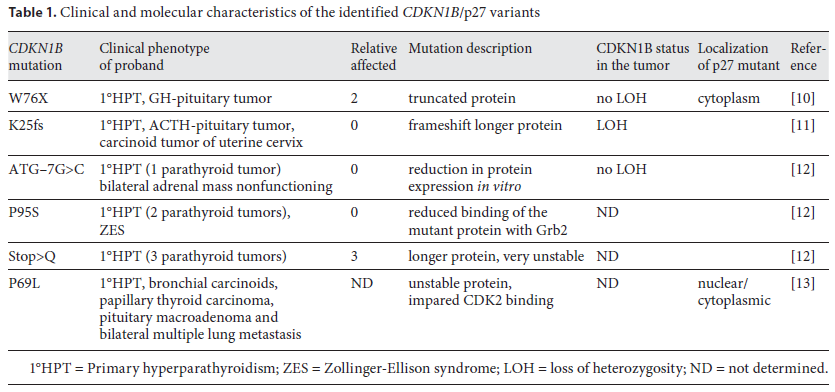 Table 1. Clinical and molecular characteristics of the identified CDKN1B/p27 variants
CDKN1B mutation | Clinical phenotype of proband | Relative affected | Mutation description | CDKN1B status in the tumor | Localization of p27 mutant | Refer-ence
W76X | 1°HPT, GH-pituitary tumor | 2 | truncated protein | no LOH | cytoplasm | [10]
K25fs | 1°HPT, ACTH-pituitary tumor, carcinoid tumor of uterine cervix | 0 | frameshift longer protein | LOH | | [11]
ATG–7G>C | 1°HPT (1 parathyroid tumor) bilateral adrenal mass nonfunctioning | 0 | reduction in protein expression in vitro | no LOH | | [12]
P95S | 1°HPT (2 parathyroid tumors), ZES | 0 | reduced binding of the mutant protein with Grb2 | ND | | [12]
Stop>Q | 1°HPT (3 parathyroid tumors) | 3 | longer protein, very unstable | ND | | [12]
P69L | 1°HPT, bronchial carcinoids, papillary thyroid carcinoma, pituitary macroadenoma and bilateral multiple lung metastasis | ND | unstable protein, impared CDK2 binding | ND | nuclear/cytoplasmic | [13]
1°HPT = Primary hyperparathyroidism; ZES = Zollinger-Ellison syndrome; LOH = loss of heterozygosity; ND = not determined.